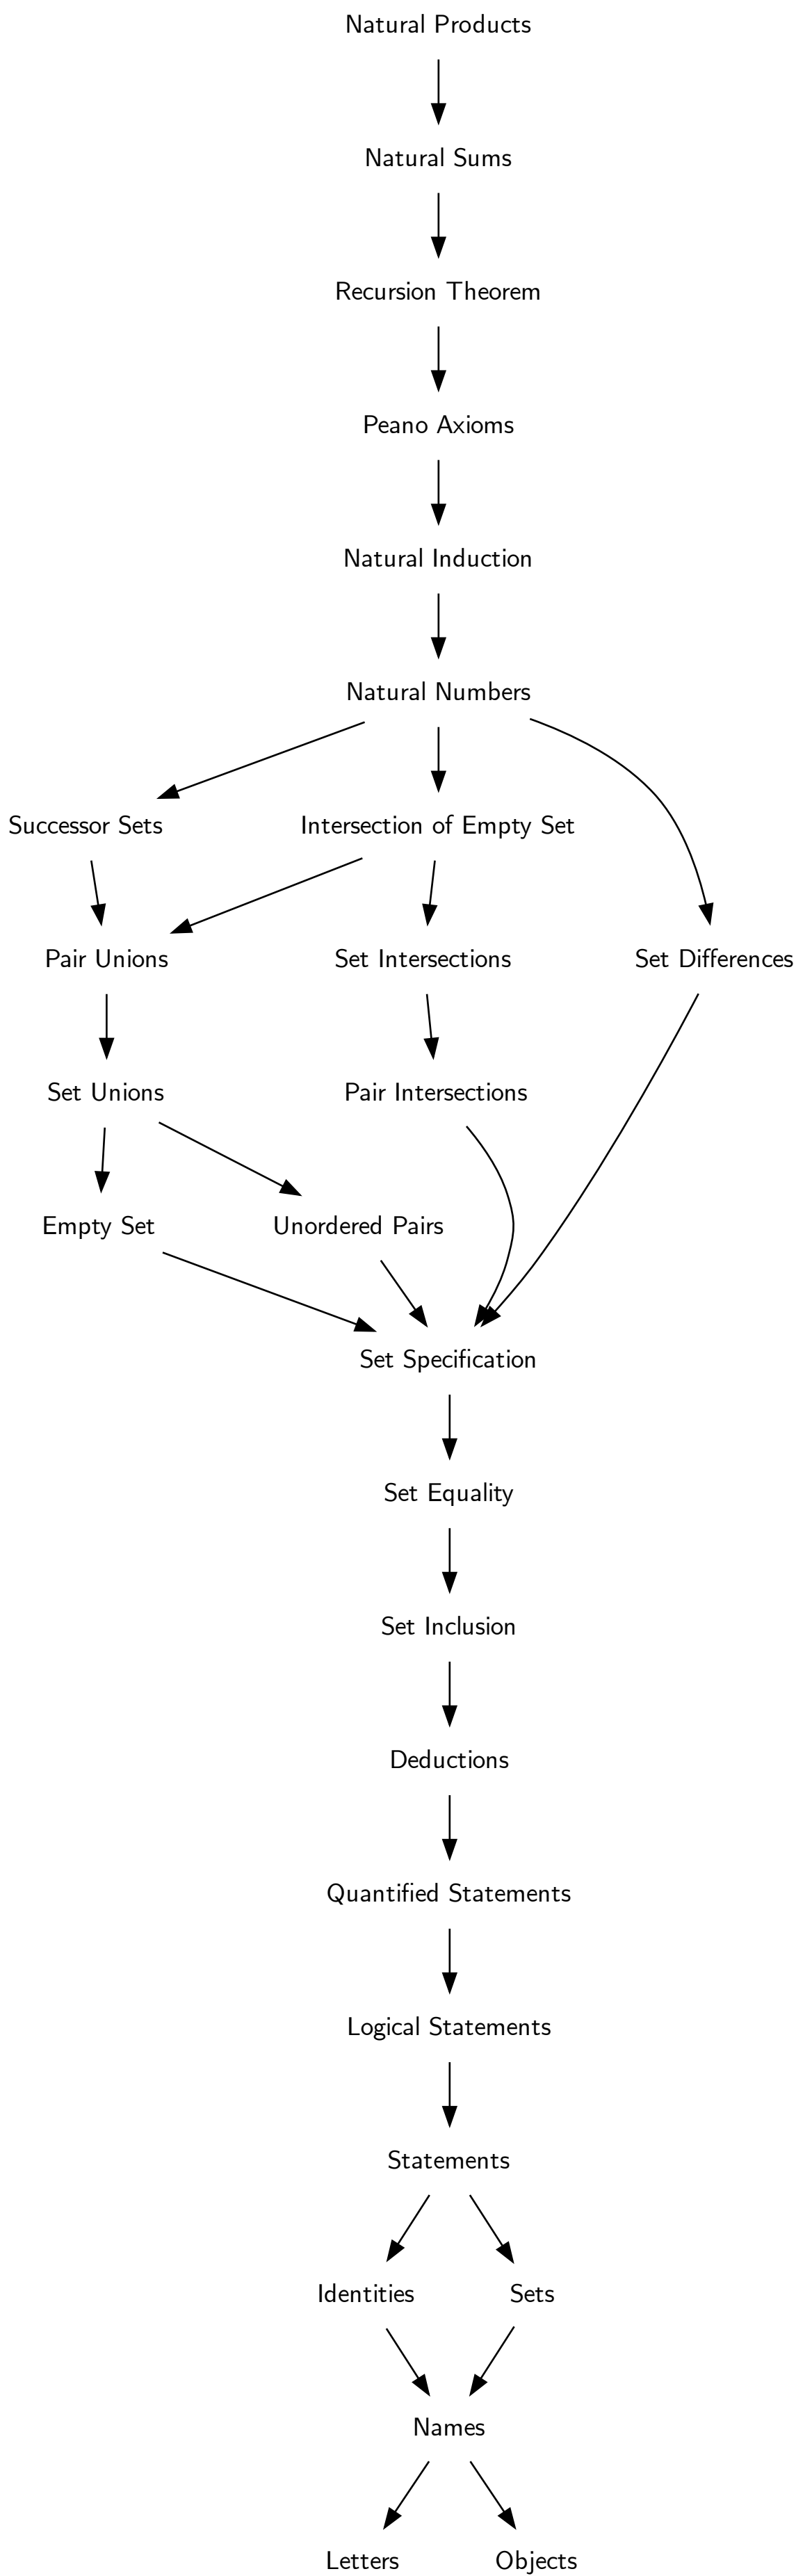 Natural Products
Natural Sums
Recursion Theorem
Peano Axioms
Natural Induction
Natural Numbers
Successor Sets
Intersection of Empty Set
Pair Unions
Set Intersections
Set Differences
Set Unions
Pair Intersections
Empty Set
Unordered Pairs
Set Specification
Set Equality
Set Inclusion
Deductions
Quantified Statements
Logical Statements
Statements
Identities
Sets
Names
Letters
Objects